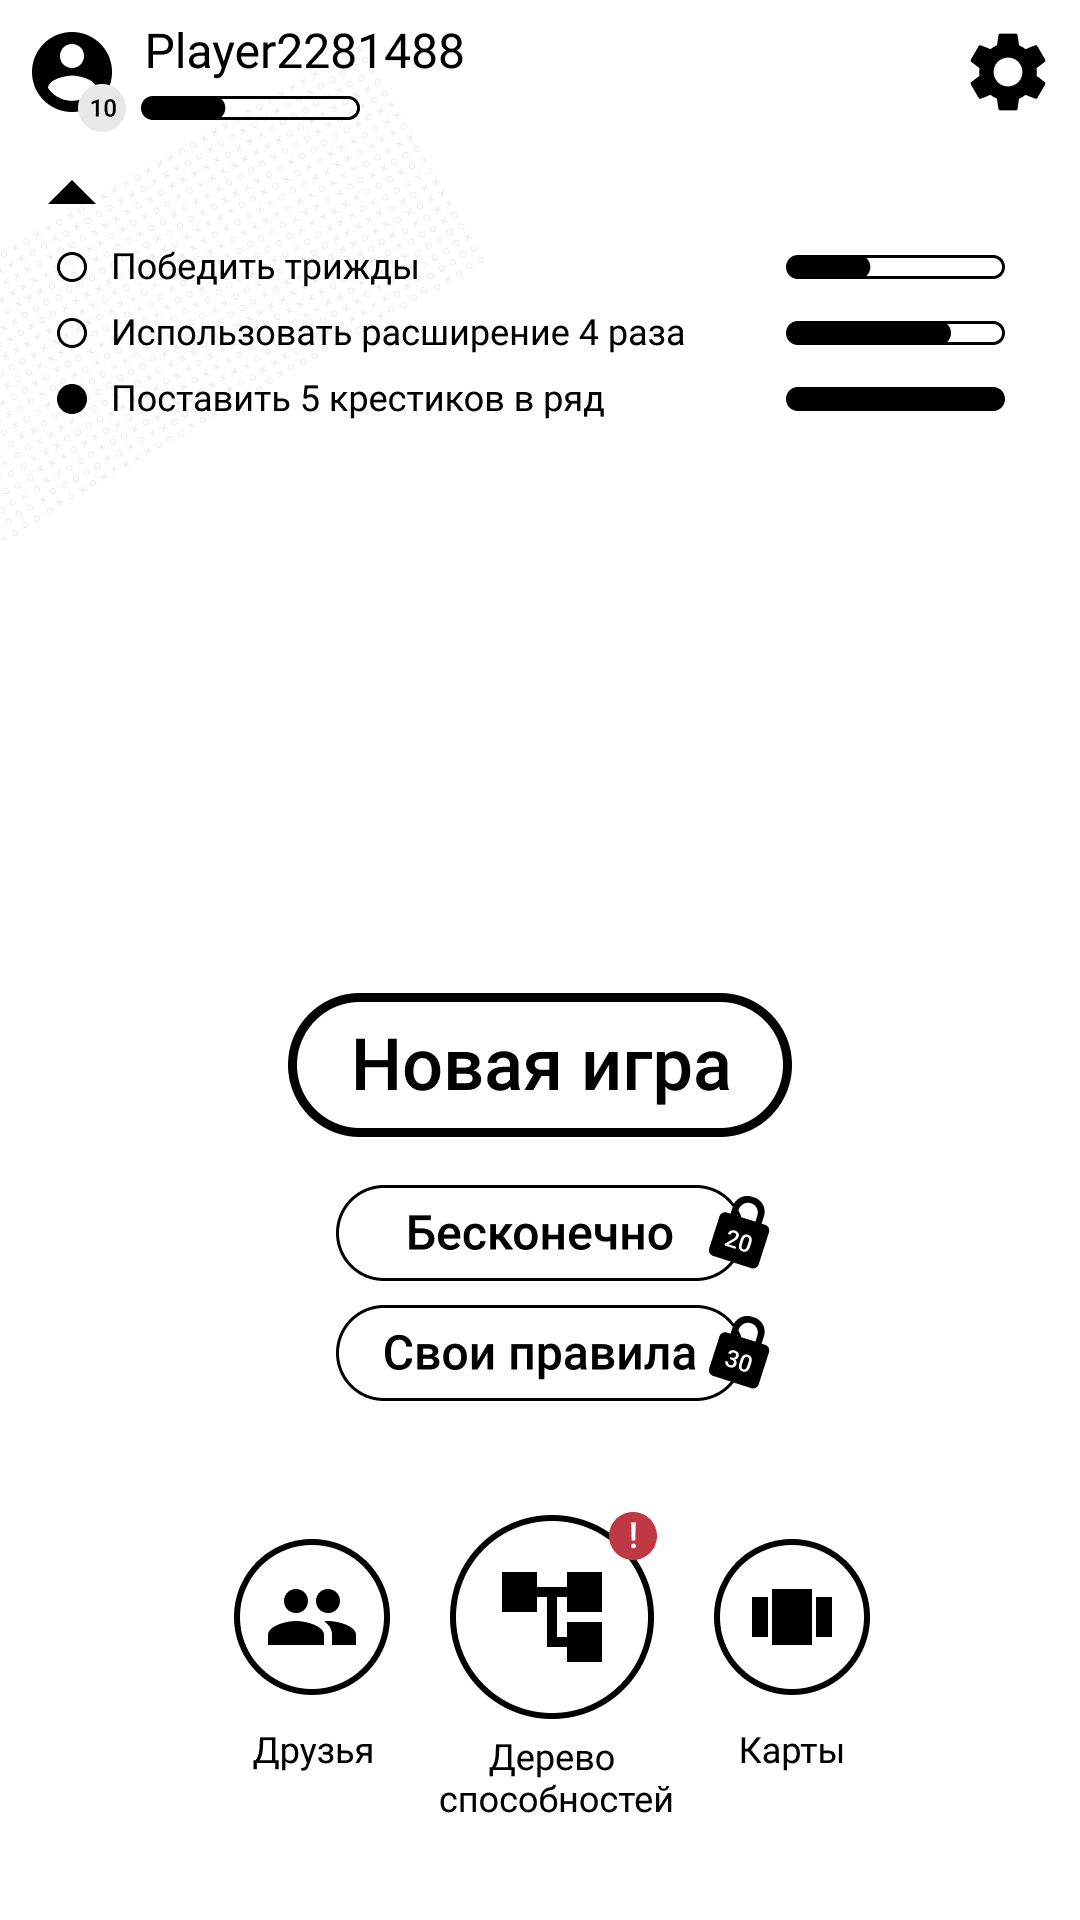 Player2281488
10
Победить трижды
Использовать расширение 4 раза
Поставить 5 крестиков в ряд
Новая игра
Бесконечно
20
Свои правила
30
!
Друзья
Дерево
способностей
Карты